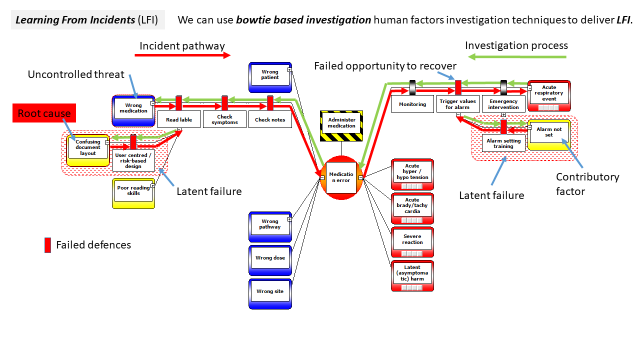 Learning From Incidents (LFI) We can use bowtie based investigation human factors investigation techniques to deliver LFI.
Incident pathway
Investigation process
Uncontrolled threat
Failed opportunity to recover
Root cause
Wrong
patient
Wrong
medication
Read lable
Check
symptoms
Check notes
Administer
medication
Monitoring
Trigger values
for alarm
Emergency
intervention
Acute
respiratory
event
Confusing
document
layout
User centred /
risk-based
design
Alarm setting
training
Alarm not
set
Poor reading
skills
Latent failure
Medicatio
n error
Acute
hyper /
hypo tension
Latent failure
Contributory
factor
Acute
brady/tachy
cardia
Wrong
pathway
Severe
reaction
Failed defences
Wrong dose
Latent
(asymptoma
tic) harm
Wrong site